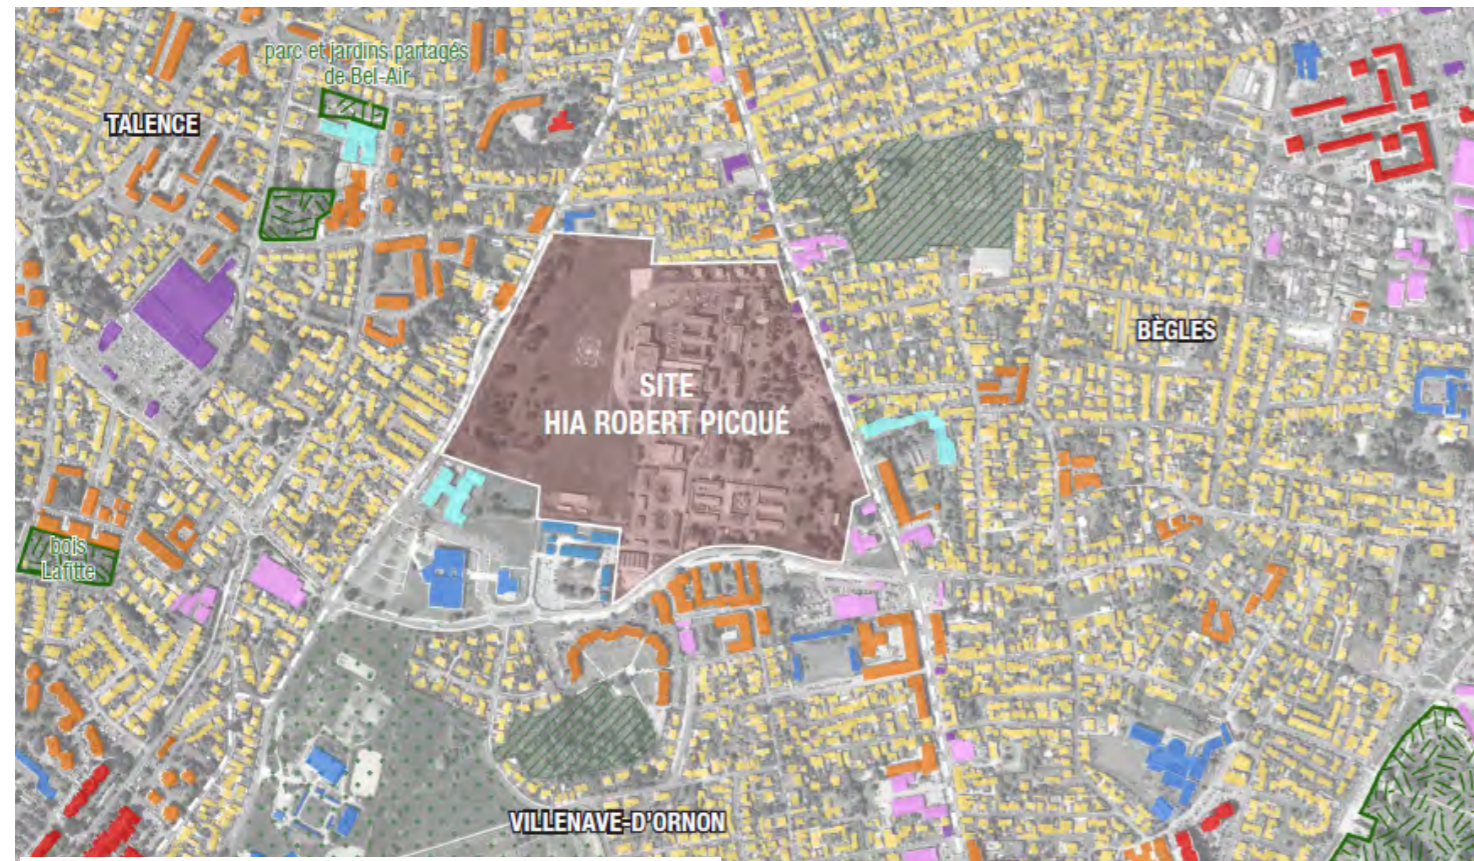 parc et jardins partagés
de Bel-Air
TALENCE
BÈGLES
SITE
HIA ROBERT PICQUÉ
bois
Lafitte
VILLENAVE-D'ORNON